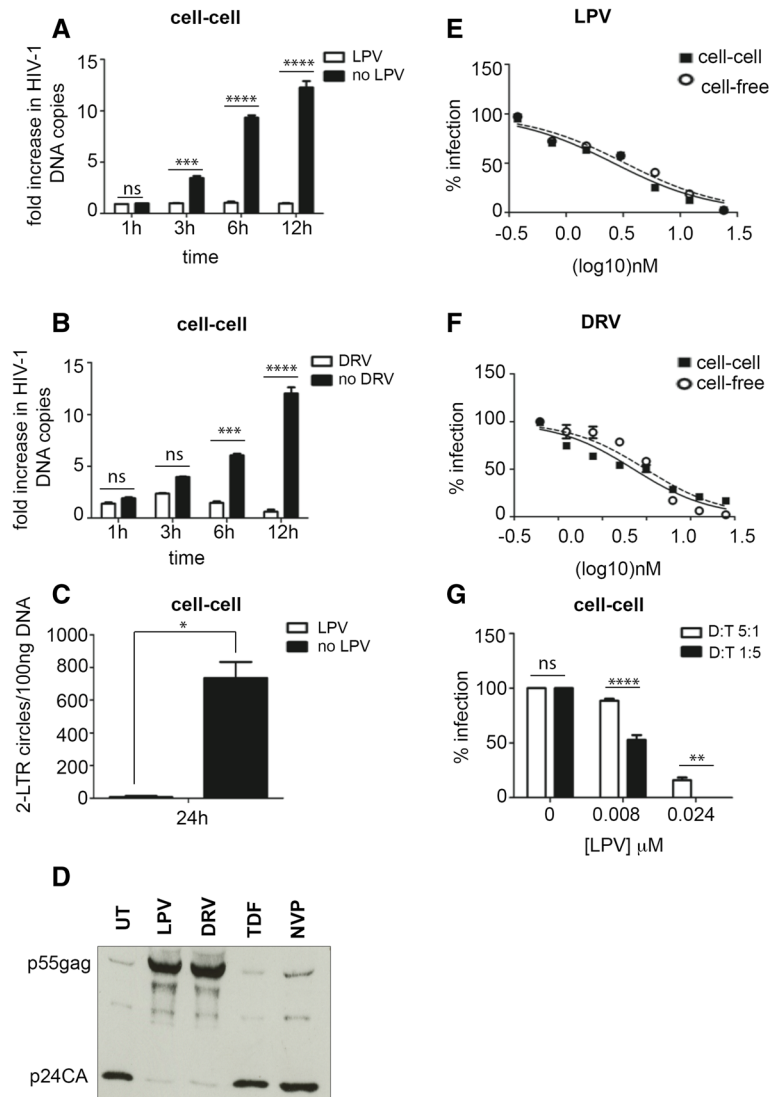 A
cell-cell
LPV
no LPV
fold increase in HIV-1
DNA copies
15
10
5
0
ns
***
****
****
1h 3h 6h 12h
time
B
cell-cell
DRV
no DRV
fold increase in HIV-1
DNA copies
15
10
5
0
ns
ns
***
****
1h 3h 6h 12h
time
C
cell-cell
LPV
no LPV
2-LTR circles/100ng DNA
1000
800
600
400
200
0
*
24h
D
UT LPV DRV TDF NVP
p55gag
p24CA
E
LPV
cell-cell
cell-free
% infection
150
100
50
0
-0.5 0.0 0.5 1.0 1.5
(log10)nM
F
DRV
cell-cell
cell-free
% infection
150
100
50
0
-0.5 0.0 0.5 1.0 1.5
(log10)nM
G
cell-cell
D:T 5:1
D:T 1:5
% infection
150
100
50
0
ns
****
**
0 0.008 0.024
[LPV] μM